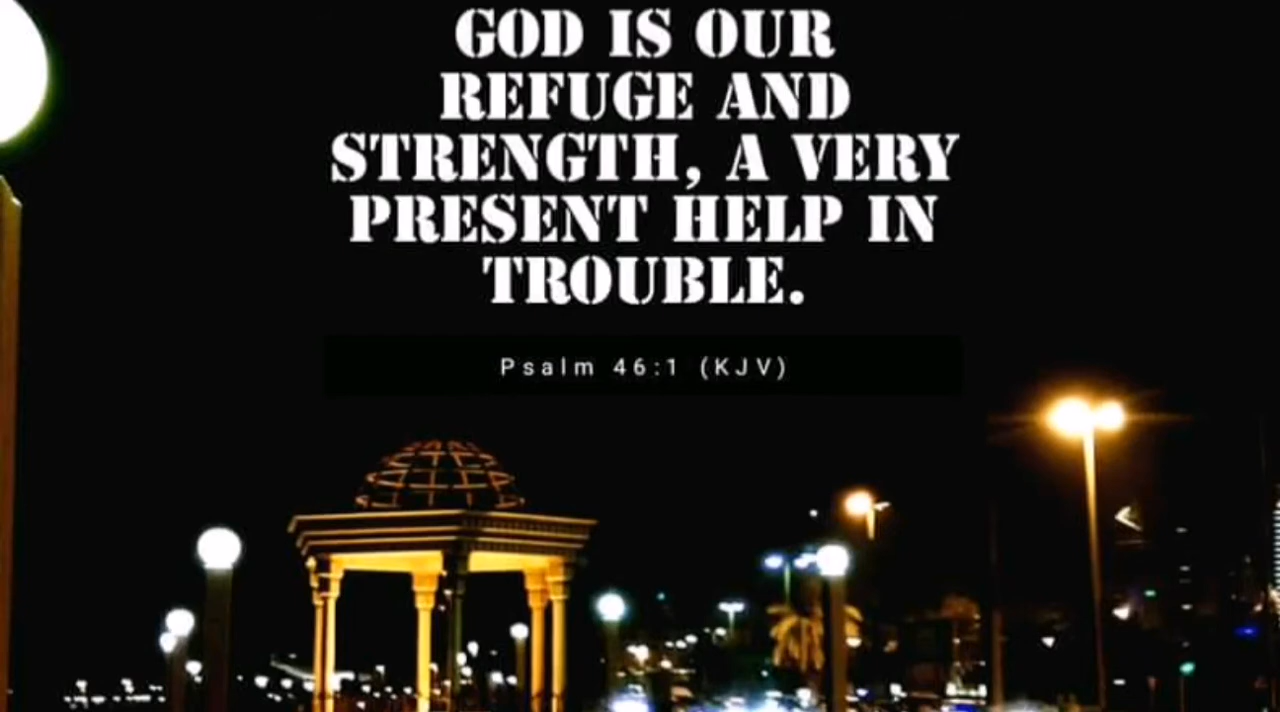 GOD IS OUR
REFUGE AND
STRENGTH, A VERY
PRESENT HELP IN
TROUBLE.
Psalm 46:1 (KJV)